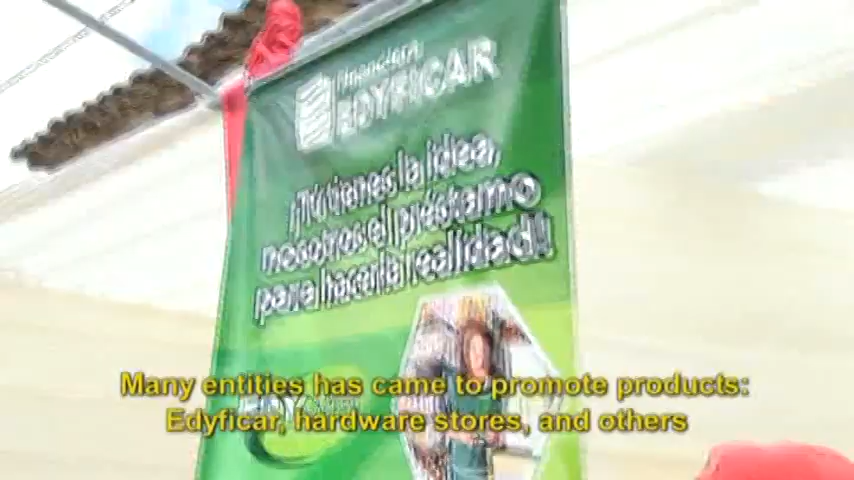 Financiera
EDYFICAR
¡Tú tienes la idea,
nosotros el préstamo
para hacerla realidad!
Many entities has came to promote products:
Edyficar, hardware stores, and others